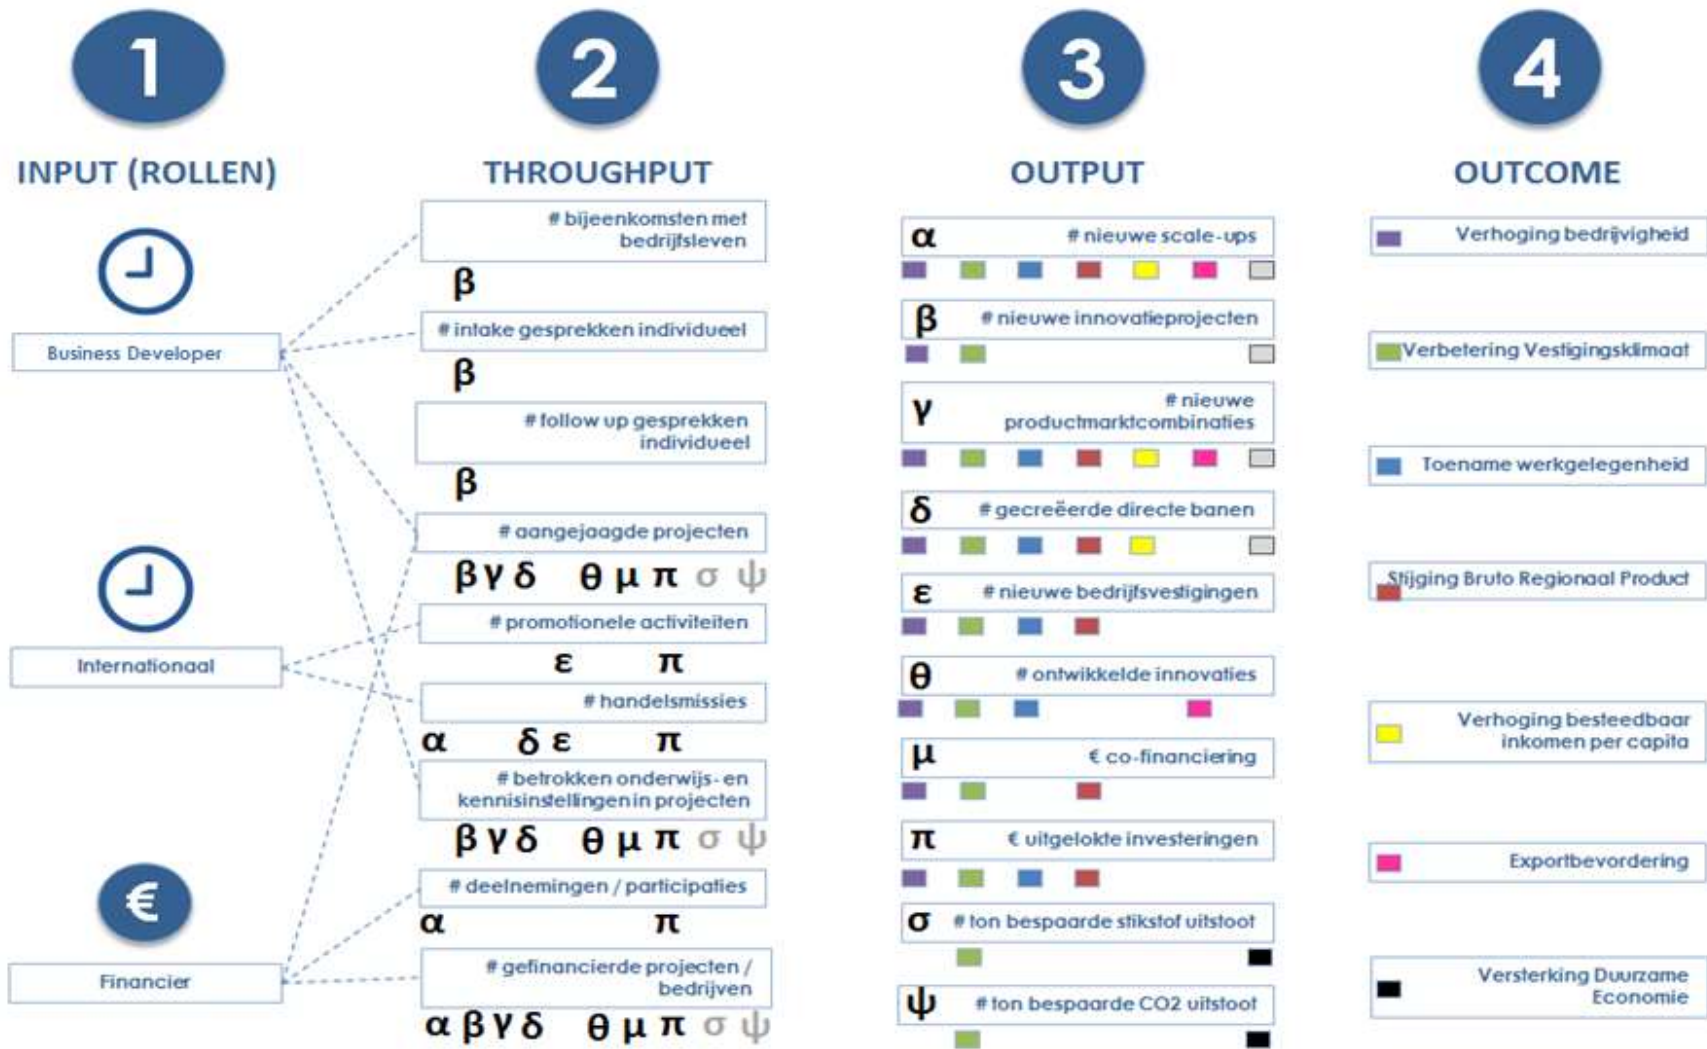 1
INPUT (ROLLEN)
Business Developer
Internationaal
€
Financier
2
THROUGHPUT
# bijeenkomsten met
bedrijfsleven
β
# intake gesprekken individueel
β
# follow up gesprekken
individueel
β
# aangejaagde projecten
β γ δ θ μ π σ ψ
# promotionele activiteiten
ε π
# handelsmissies
α δ ε π
# betrokken onderwijs- en
kennisinstellingen in projecten
β γ δ θ μ π σ ψ
# deelnemingen / participaties
α π
# gefinancierde projecten /
bedrijven
α β γ δ θ μ π σ ψ
3
OUTPUT
α # nieuwe scale-ups
β # nieuwe innovatieprojecten
γ # nieuwe
productmarktcombinaties
δ # gecreëerde directe banen
ε # nieuwe bedrijfsvestigingen
θ # ontwikkelde innovaties
μ € co-financiering
π € uitgelokte investeringen
σ # ton bespaarde stikstof uitstoot
ψ # ton bespaarde CO2 uitstoot
4
OUTCOME
Verhoging bedrijvigheid
Verbetering Vestigingsklimaat
Toename werkgelegenheid
Stijging Bruto Regionaal Product
Verhoging besteedbaar
inkomen per capita
Exportbevordering
Versterking Duurzame
Economie